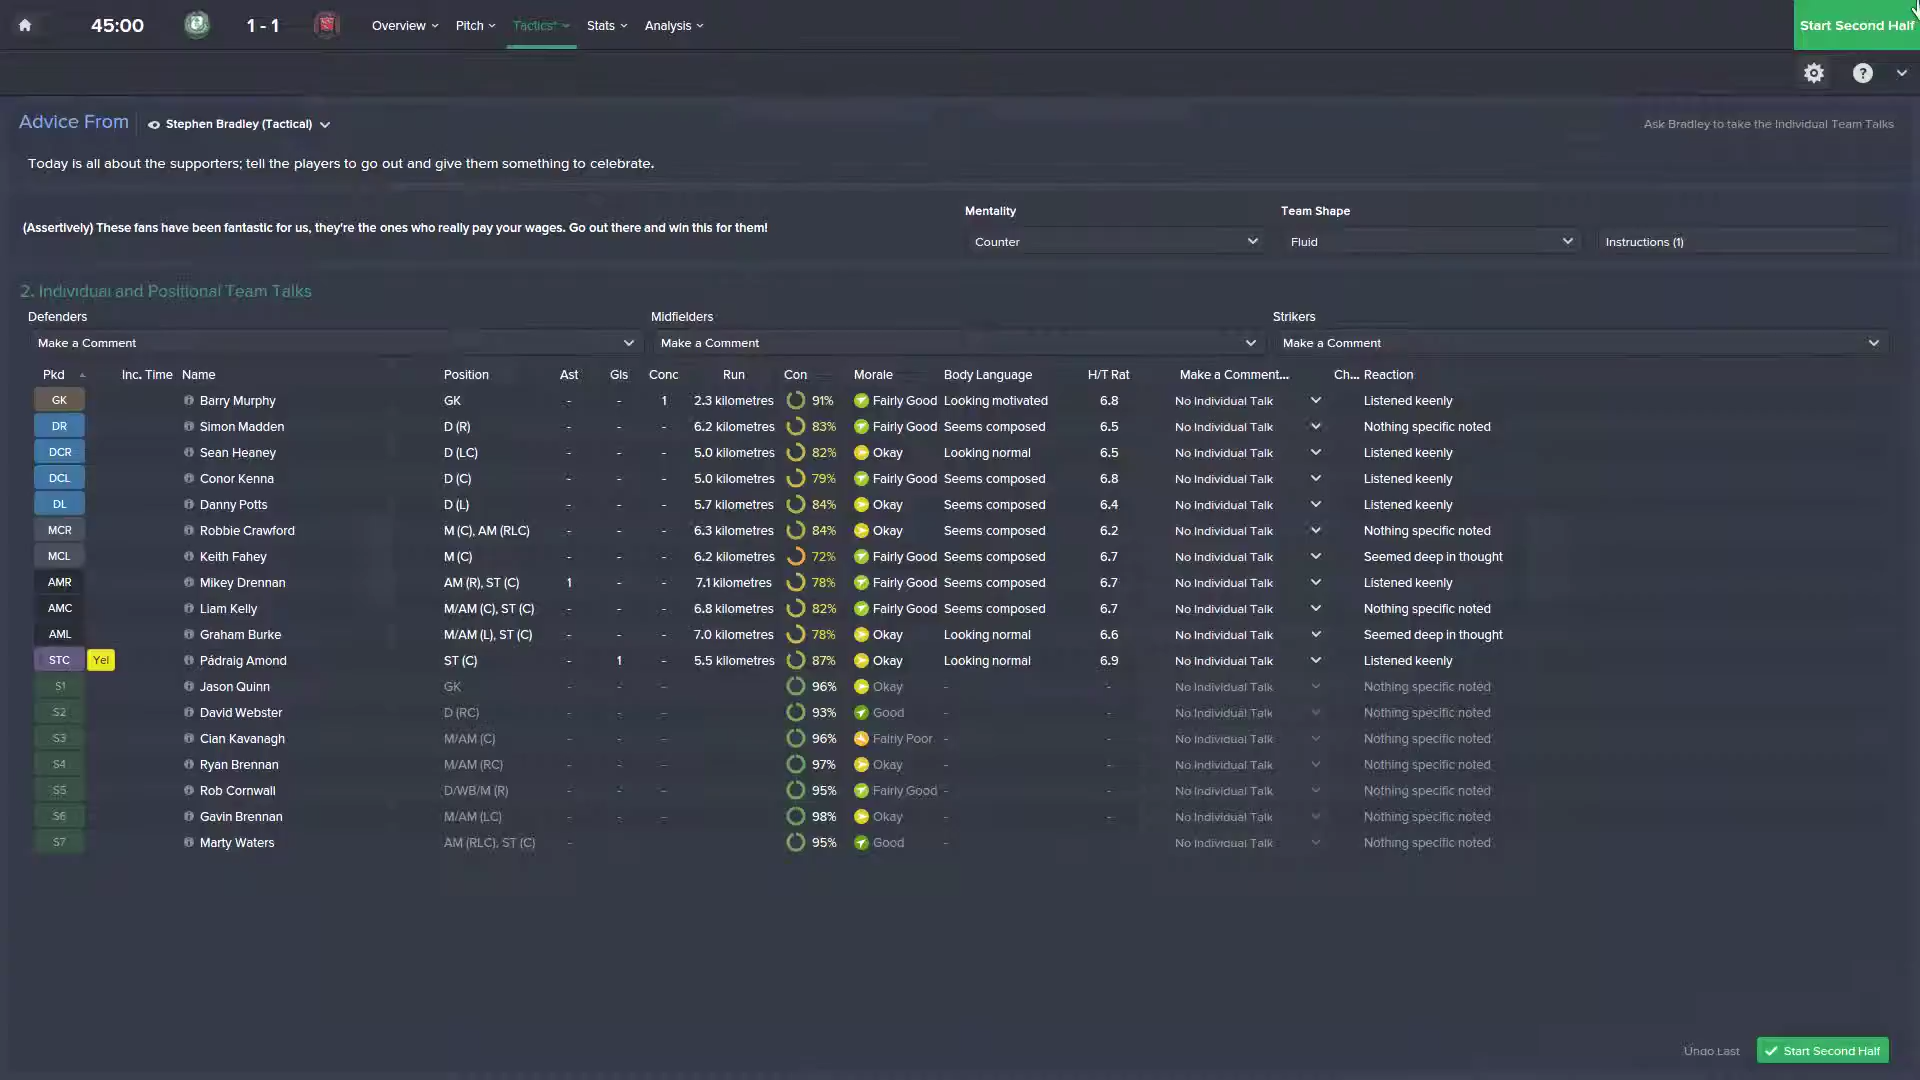 45:00 1 - 1 Overview Pitch Tactics* Stats Analysis Start Second Half
Advice From Stephen Bradley (Tactical) Ask Bradley to take the Individual Team Talks
Today is all about the supporters; tell the players to go out and give them something to celebrate.
Mentality Team Shape
(Assertively) These fans have been fantastic for us, they're the ones who really pay your wages. Go out there and win this for them!
Counter Fluid Instructions (1)
2. Individual and Positional Team Talks
Defenders Midfielders Strikers
Make a Comment Make a Comment Make a Comment
Pkd Inc. Time Name Position Ast Gls Conc Run Con Morale Body Language H/T Rat Make a Comment... Ch... Reaction
GK Barry Murphy GK - - 1 2.3 kilometres 91% Fairly Good Looking motivated 6.8 No Individual Talk Listened keenly
DR Simon Madden D (R) - - - 6.2 kilometres 83% Fairly Good Seems composed 6.5 No Individual Talk Nothing specific noted
DCR Sean Heaney D (LC) - - - 5.0 kilometres 82% Okay Looking normal 6.5 No Individual Talk Listened keenly
DCL Conor Kenna D (C) - - - 5.0 kilometres 79% Fairly Good Seems composed 6.8 No Individual Talk Listened keenly
DL Danny Potts D (L) - - - 5.7 kilometres 84% Okay Seems composed 6.4 No Individual Talk Listened keenly
MCR Robbie Crawford M (C), AM (RLC) - - - 6.3 kilometres 84% Okay Seems composed 6.2 No Individual Talk Nothing specific noted
MCL Keith Fahey M (C) - - - 6.2 kilometres 72% Fairly Good Seems composed 6.7 No Individual Talk Seemed deep in thought
AMR Mikey Drennan AM (R), ST (C) 1 - - 7.1 kilometres 78% Fairly Good Seems composed 6.7 No Individual Talk Listened keenly
AMC Liam Kelly M/AM (C), ST (C) - - - 6.8 kilometres 82% Fairly Good Seems composed 6.7 No Individual Talk Nothing specific noted
AML Graham Burke M/AM (L), ST (C) - - - 7.0 kilometres 78% Okay Looking normal 6.6 No Individual Talk Seemed deep in thought
STC Yel Pádraig Amond ST (C) - 1 - 5.5 kilometres 87% Okay Looking normal 6.9 No Individual Talk Listened keenly
S1 Jason Quinn GK - - - 96% Okay - - No Individual Talk Nothing specific noted
S2 David Webster D (RC) - - - 93% Good - - No Individual Talk Nothing specific noted
S3 Cian Kavanagh M/AM (C) - - - 96% Fairly Poor - - No Individual Talk Nothing specific noted
S4 Ryan Brennan M/AM (RC) - - - 97% Okay - - No Individual Talk Nothing specific noted
S5 Rob Cornwall D/WB/M (R) - - - 95% Fairly Good - - No Individual Talk Nothing specific noted
S6 Gavin Brennan M/AM (LC) - - - 98% Okay - - No Individual Talk Nothing specific noted
S7 Marty Waters AM (RLC), ST (C) - 95% Good - No Individual Talk Nothing specific noted
Undo Last Start Second Half